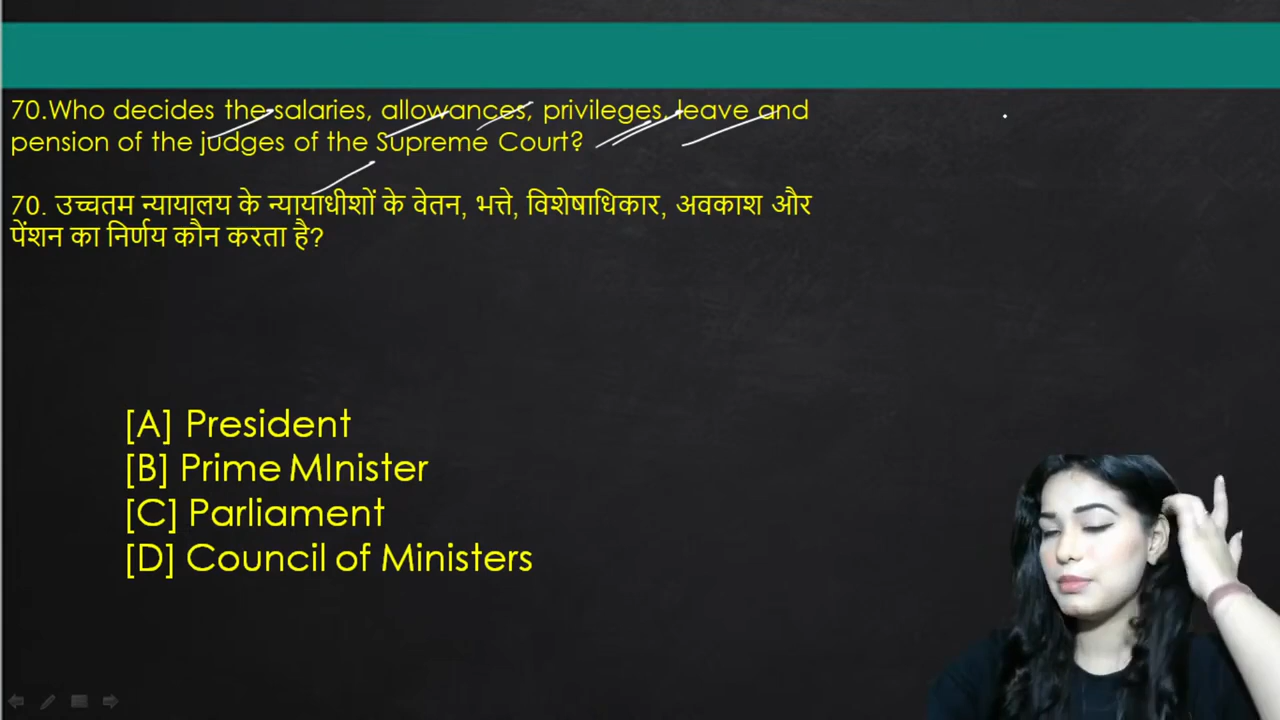 70.Who decides the salaries, allowances, privileges, leave and
pension of the judges of the Supreme Court?
70. उच्चतम न्यायालय के न्यायाधीशों के वेतन, भत्ते, विशेषाधिकार, अवकाश और
पेंशन का निर्णय कौन करता है?
[A] President
[B] Prime MInister
[C] Parliament
[D] Council of Ministers